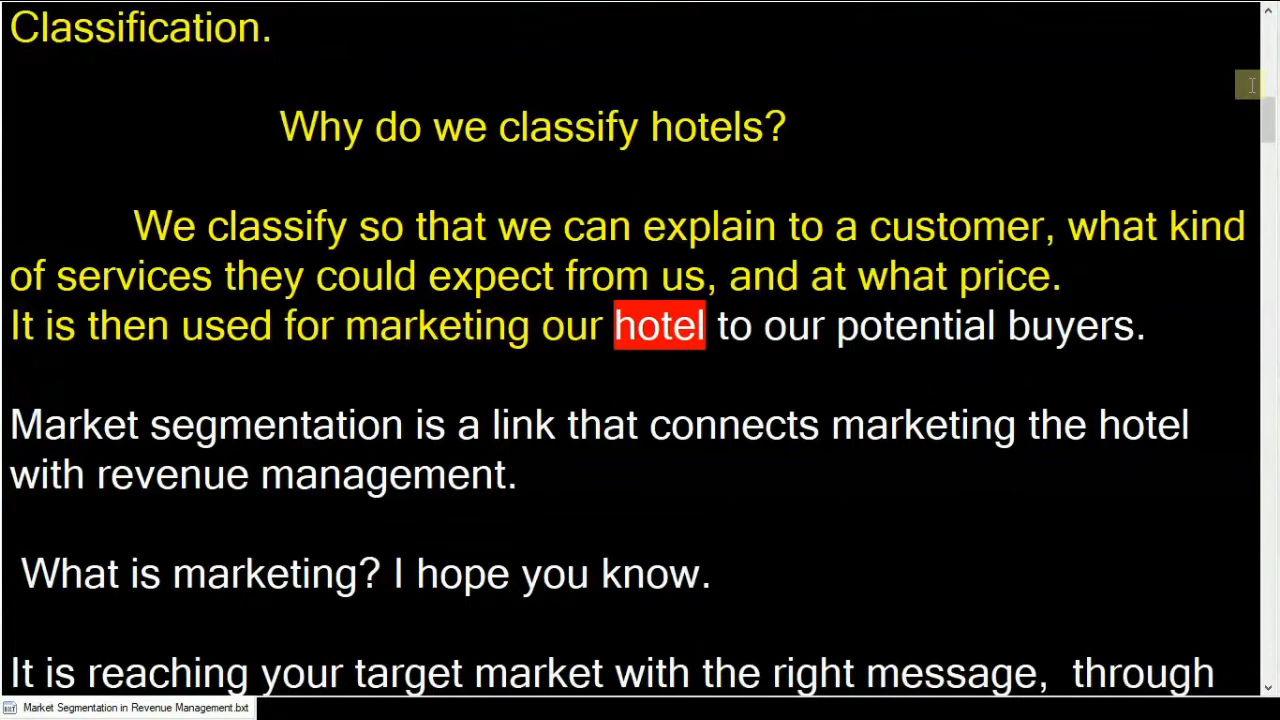 Classification.
Why do we classify hotels?
We classify so that we can explain to a customer, what kind
of services they could expect from us, and at what price.
It is then used for marketing our hotel to our potential buyers.
Market segmentation is a link that connects marketing the hotel
with revenue management.
What is marketing? I hope you know.
It is reaching your target market with the right message,  through
Market Segmentation in Revenue Management.bxt